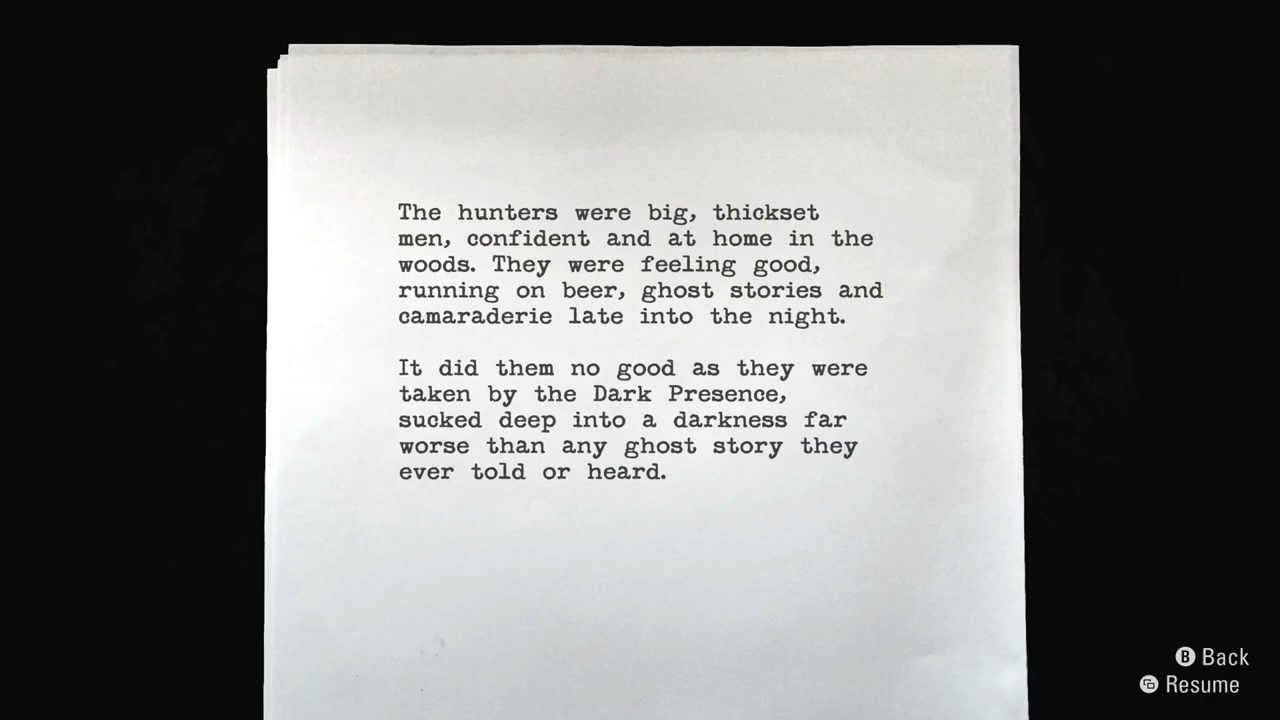 The hunters were big, thickset
men, confident and at home in the
woods. They were feeling good,
running on beer, ghost stories and
camaraderie late into the night.
It did them no good as they were
taken by the Dark Presence,
sucked deep into a darkness far
worse than any ghost story they
ever told or heard.
B Back
Resume